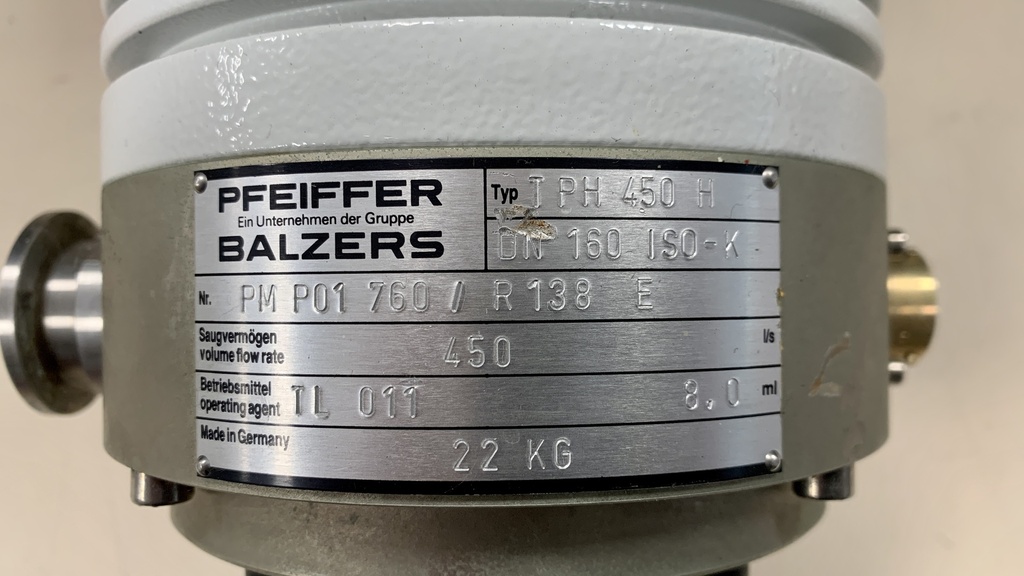 PFEIFFER
Ein Unternehmen der Gruppe
BALZERS
Typ TPH 450 H
DN 160 ISO-K
Nr. PM P01 760 / R 138 E
Saugvermögen
volume flow rate 450 l/s
Betriebsmittel
operating agent TL 011 8,0 ml
Made in Germany
22 KG